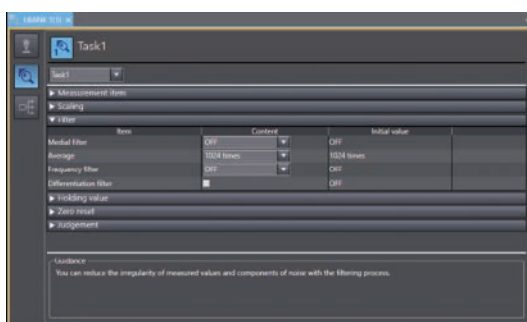 Task1
Task1
Measurement item
Scaling
Filter
Item Content Initial value
Medial filter OFF OFF
Average 1024 times 1024 times
Frequency filter OFF OFF
Differentiation filter OFF
Holding value
Zero reset
Judgement
Guidance
You can reduce the irregularity of measured values and components of noise with the filtering process.